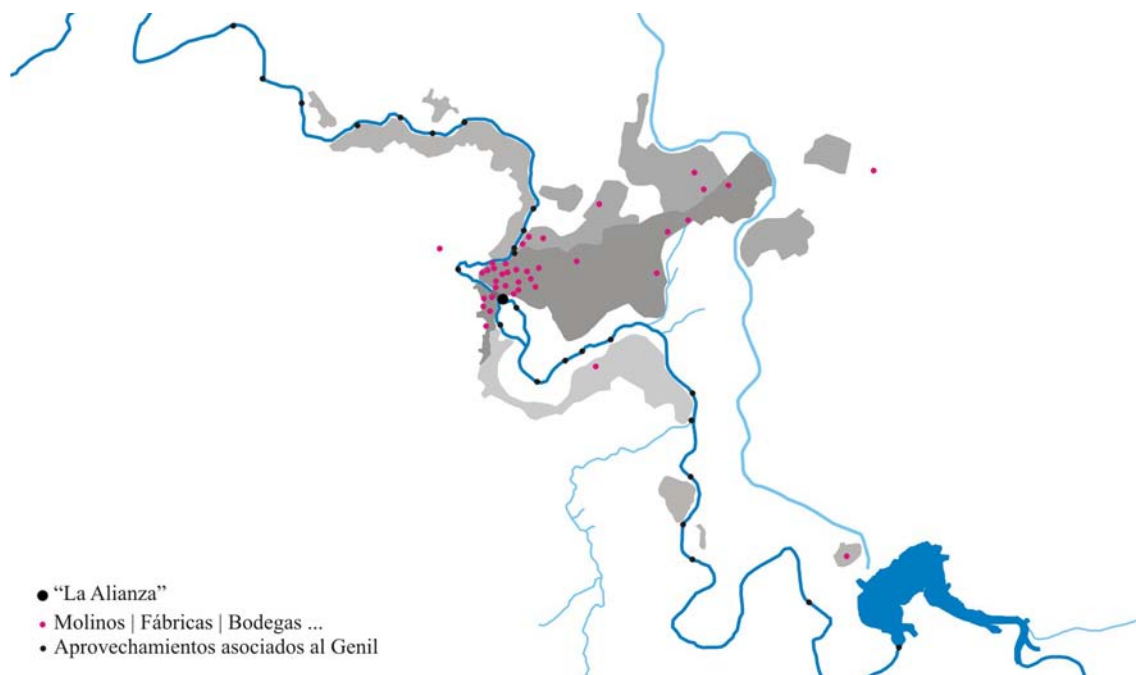 “La Alianza”
Molinos | Fábricas | Bodegas ...
Aprovechamientos asociados al Genil